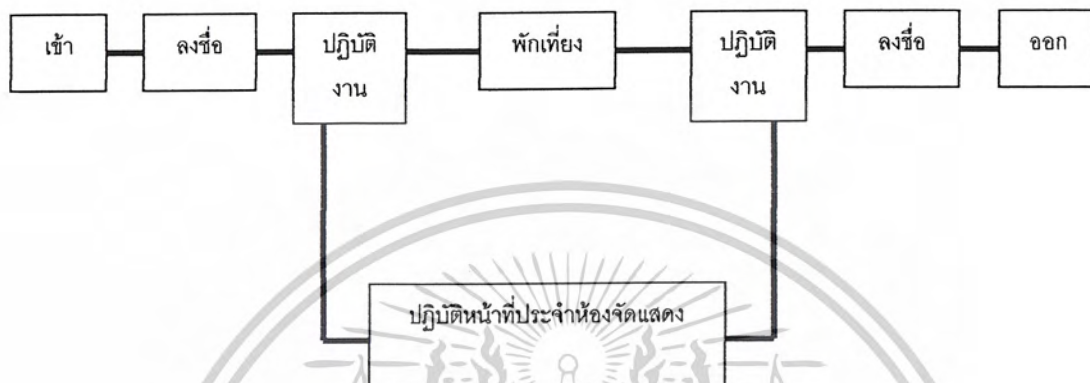 เข้า
ลงชื่อ
ปฏิบัติ
งาน
พักเที่ยง
ปฏิบัติ
งาน
ลงชื่อ
ออก
ปฏิบัติหน้าที่ประจำห้องจัดแสดง